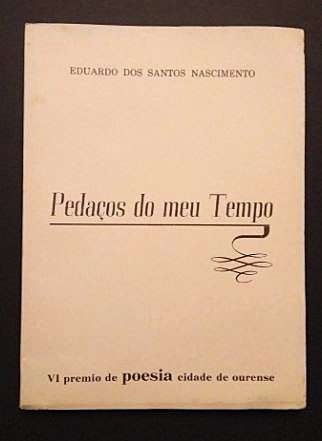 EDUARDO DOS SANTOS NASCIMENTO
Pedaços do meu Tempo
VI premio de poesia cidade de ourense